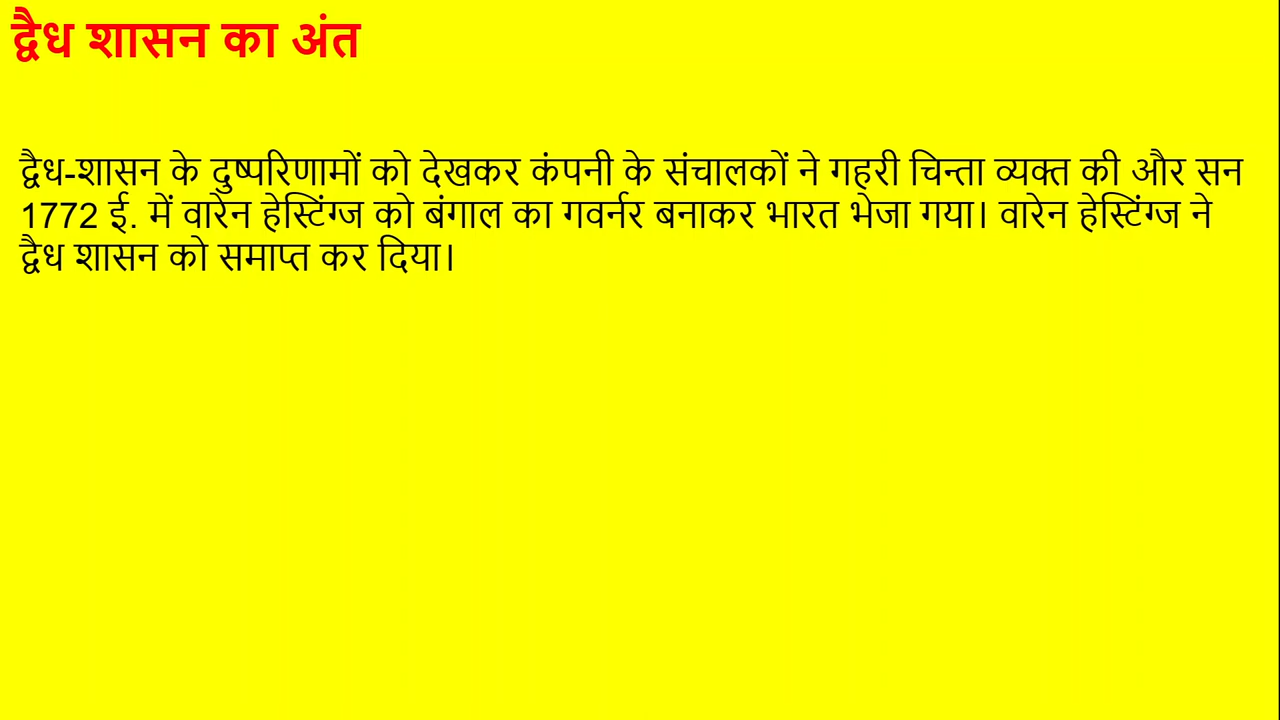 द्वैध शासन का अंत
द्वैध-शासन के दुष्परिणामों को देखकर कंपनी के संचालकों ने गहरी चिन्ता व्यक्त की और सन
1772 ई. में वारेन हेस्टिंग्ज को बंगाल का गवर्नर बनाकर भारत भेजा गया। वारेन हेस्टिंग्ज ने
द्वैध शासन को समाप्त कर दिया।